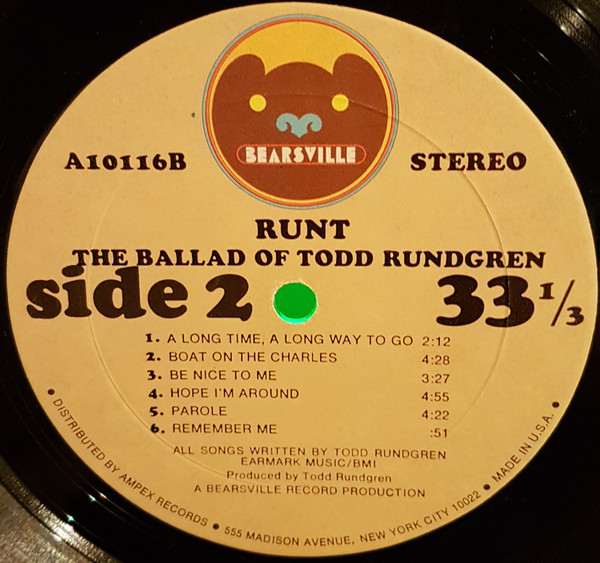 BEARSVILLE
A10116B STEREO
RUNT
THE BALLAD OF TODD RUNDGREN
side 2 33 1/3
1. A LONG TIME, A LONG WAY TO GO 2:12
2. BOAT ON THE CHARLES 4:28
3. BE NICE TO ME 3:27
4. HOPE I'M AROUND 4:55
5. PAROLE 4:22
6. REMEMBER ME :51
ALL SONGS WRITTEN BY TODD RUNDGREN
EARMARK MUSIC/BMI
Produced by Todd Rundgren
A BEARSVILLE RECORD PRODUCTION
• DISTRIBUTED BY AMPEX RECORDS • 555 MADISON AVENUE, NEW YORK CITY 10022 • MADE IN U.S.A. •